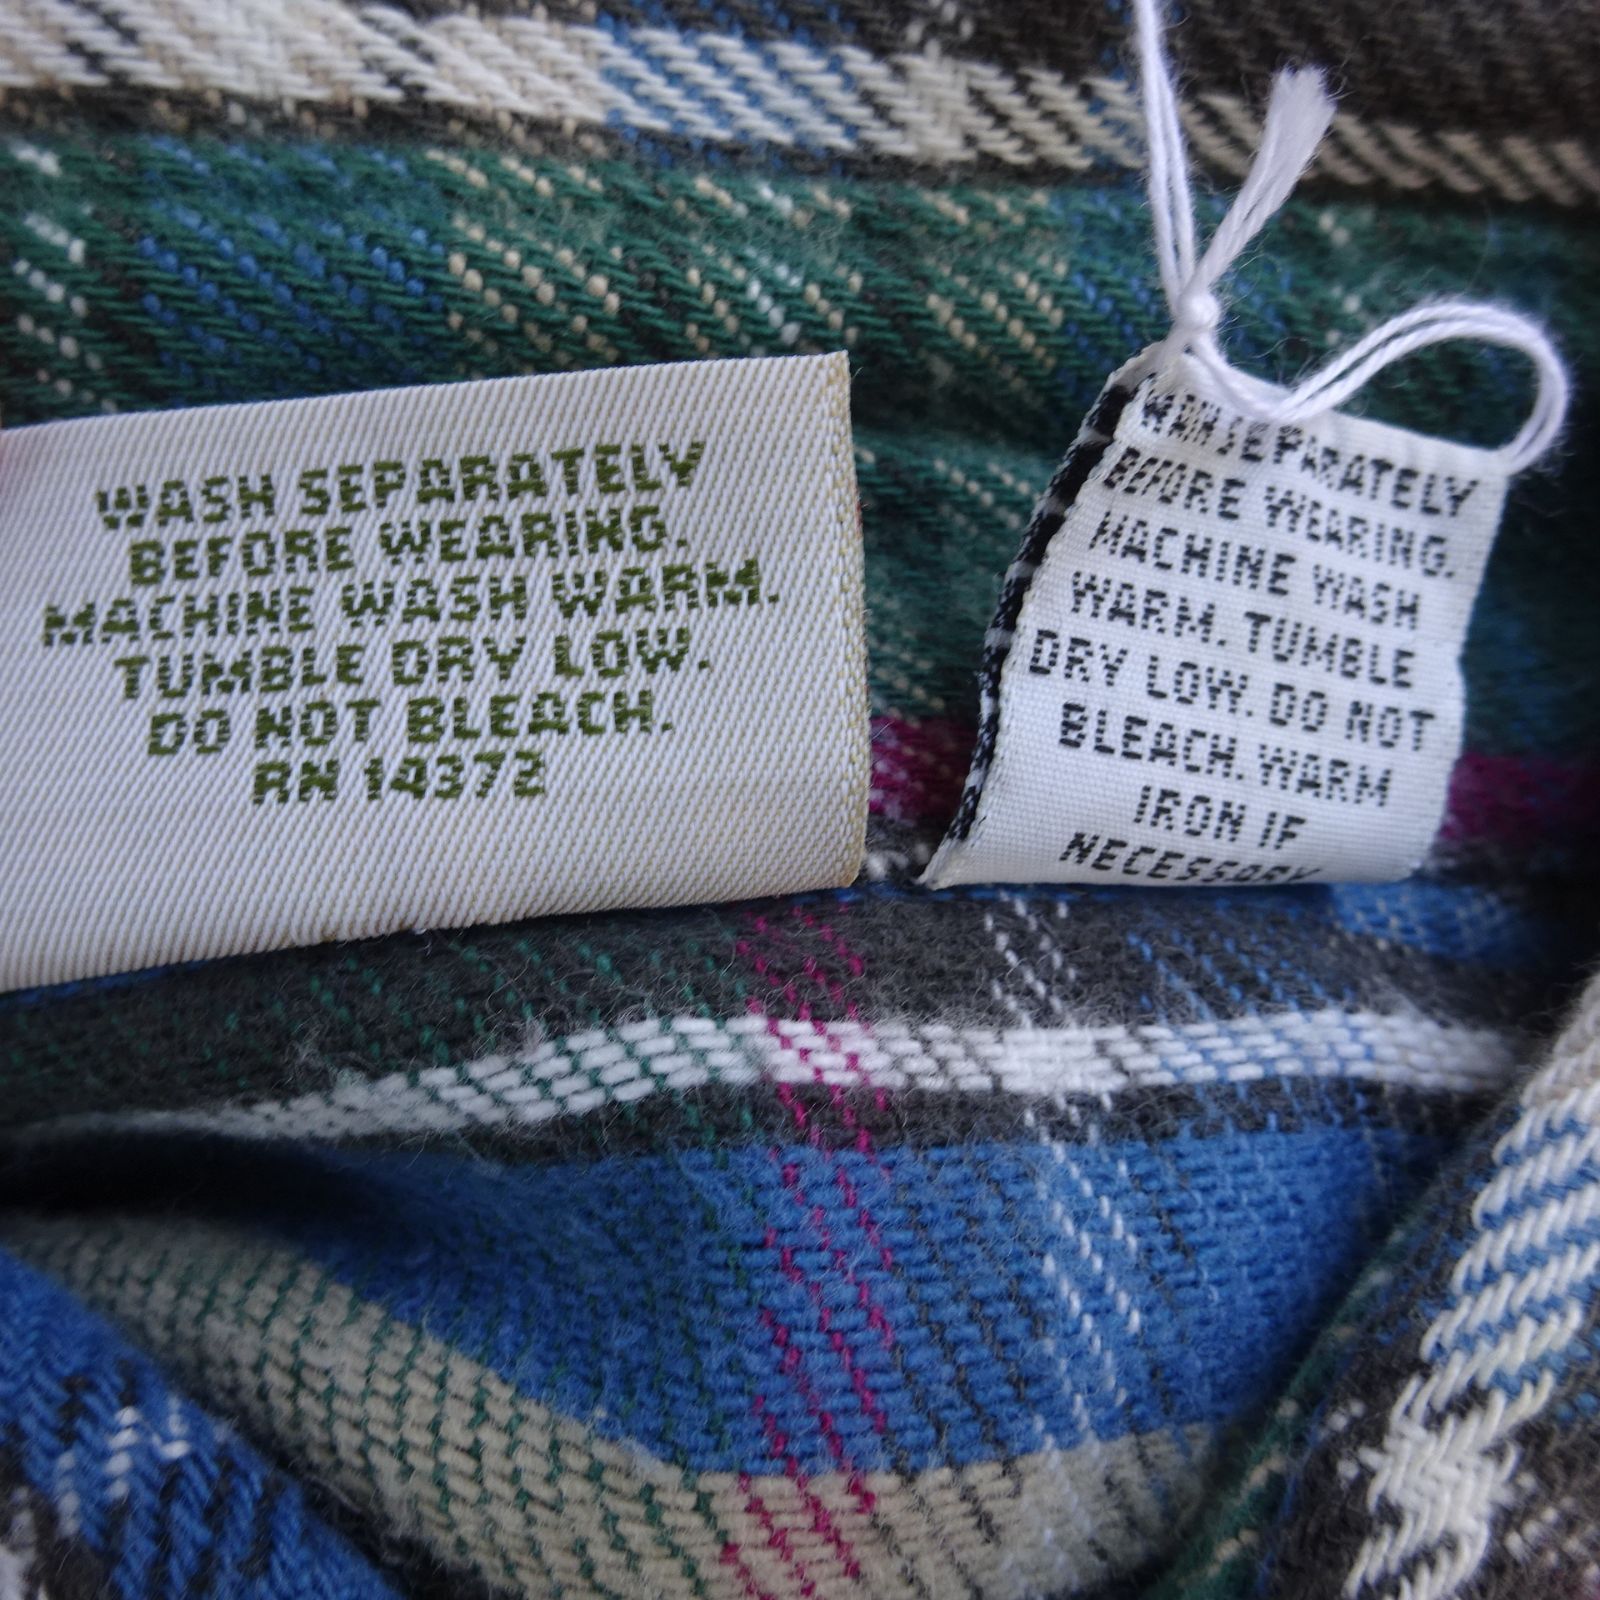 WASH SEPARATELY
BEFORE WEARING.
MACHINE WASH WARM.
TUMBLE DRY LOW.
DO NOT BLEACH.
RN 14372
WASH SEPARATELY
BEFORE WEARING.
MACHINE WASH
WARM. TUMBLE
DRY LOW. DO NOT
BLEACH. WARM
IRON IF
NECESSARY